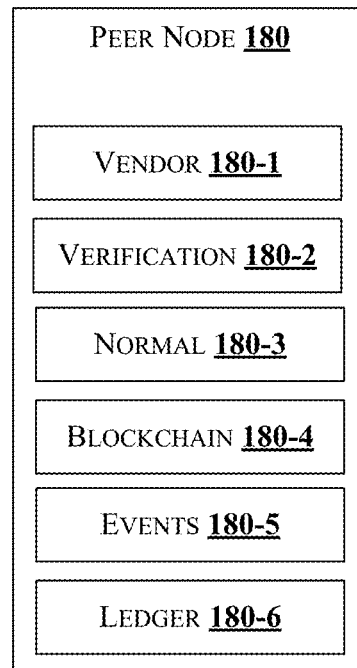 PEER NODE 180
VENDOR 180-1
VERIFICATION 180-2
NORMAL 180-3
BLOCKCHAIN 180-4
EVENTS 180-5
LEDGER 180-6